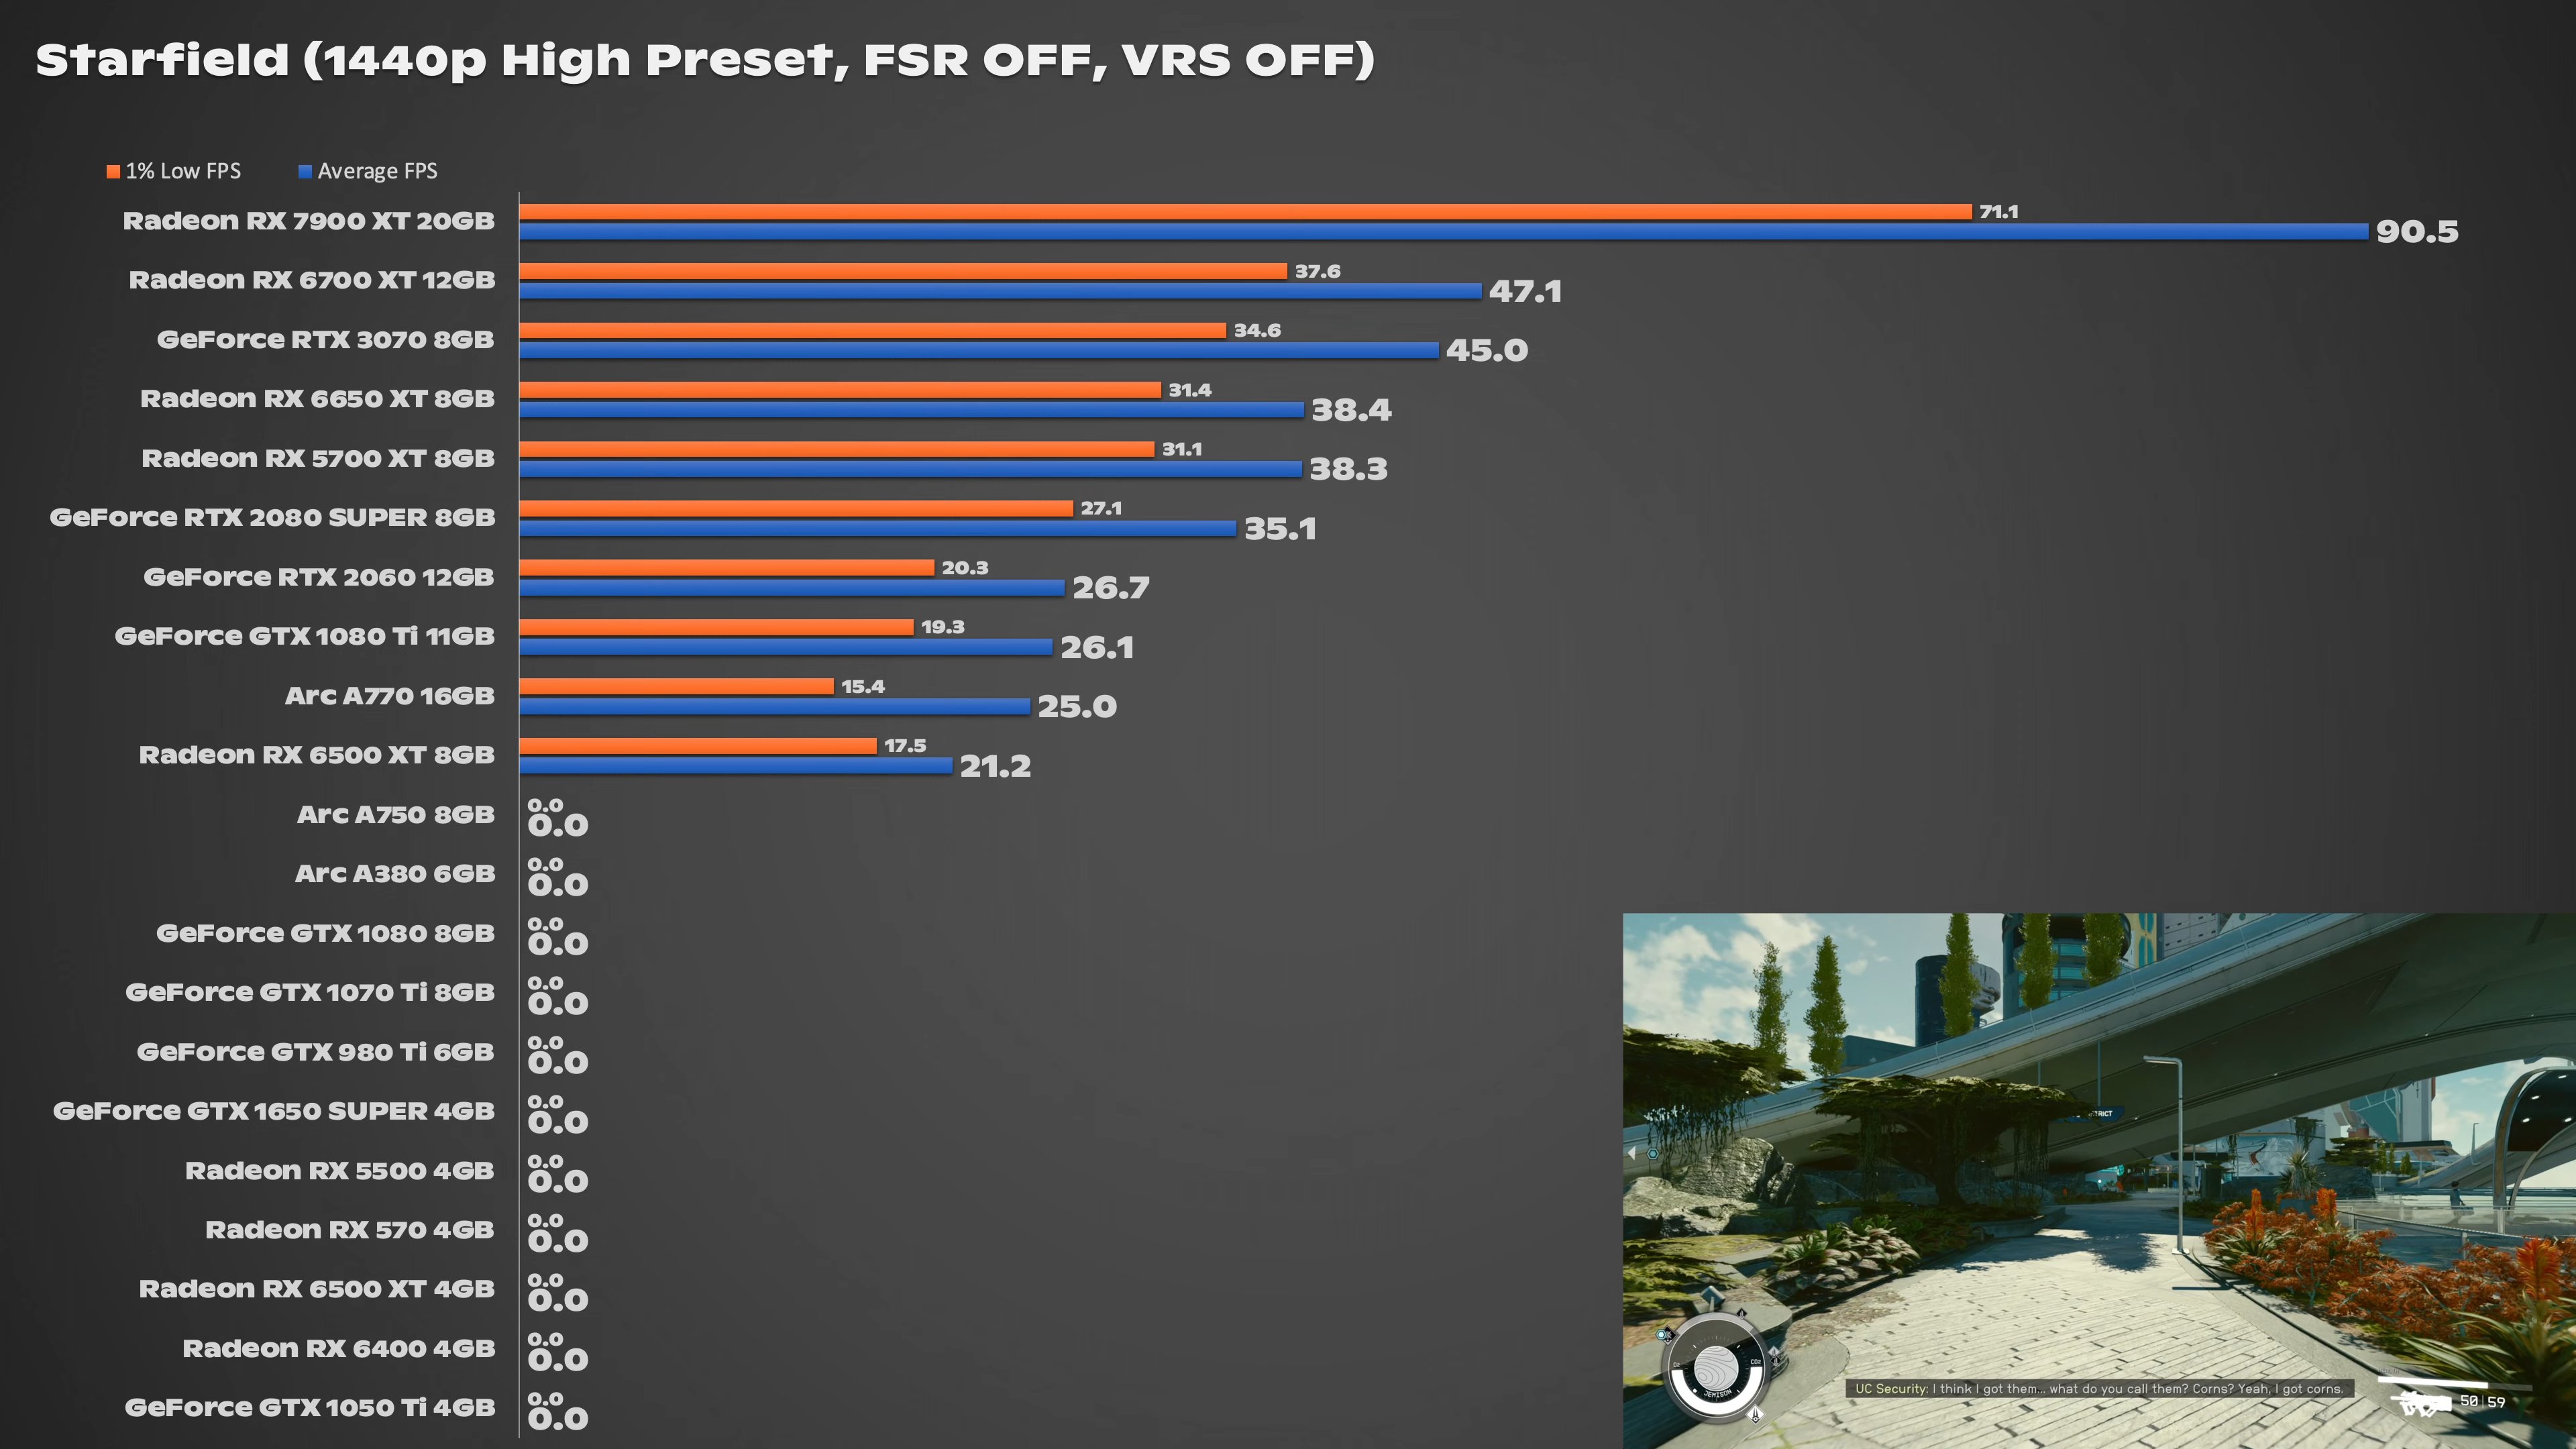 Starfield (1440p High Preset, FSR OFF, VRS OFF)
1% Low FPS Average FPS
Radeon RX 7900 XT 20GB 71.1 90.5
Radeon RX 6700 XT 12GB 37.6 47.1
GeForce RTX 3070 8GB 34.6 45.0
Radeon RX 6650 XT 8GB 31.4 38.4
Radeon RX 5700 XT 8GB 31.1 38.3
GeForce RTX 2080 SUPER 8GB 27.1 35.1
GeForce RTX 2060 12GB 20.3 26.7
GeForce GTX 1080 Ti 11GB 19.3 26.1
Arc A770 16GB 15.4 25.0
Radeon RX 6500 XT 8GB 17.5 21.2
Arc A750 8GB 0.0 0.0
Arc A380 6GB 0.0 0.0
GeForce GTX 1080 8GB 0.0 0.0
GeForce GTX 1070 Ti 8GB 0.0 0.0
GeForce GTX 980 Ti 6GB 0.0 0.0
GeForce GTX 1650 SUPER 4GB 0.0 0.0
Radeon RX 5500 4GB 0.0 0.0
Radeon RX 570 4GB 0.0 0.0
Radeon RX 6500 XT 4GB 0.0 0.0
Radeon RX 6400 4GB 0.0 0.0
GeForce GTX 1050 Ti 4GB 0.0 0.0
O2 CO2
JEMISON
UC Security: I think I got them... what do you call them? Corns? Yeah, I got corns.
50 | 59